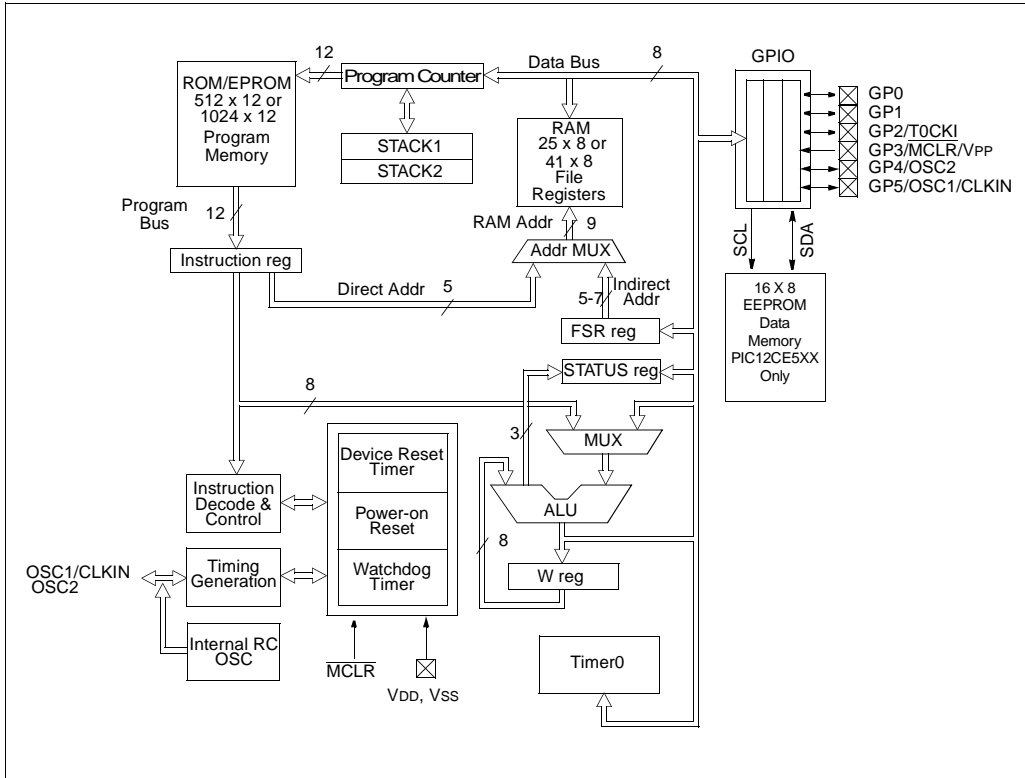 12
Data Bus
8
GPIO
ROM/EPROM
512 x 12 or
1024 x 12
Program
Memory
Program Counter
STACK1
STACK2
RAM
25 x 8 or
41 x 8
File
Registers
GP0
GP1
GP2/T0CKI
GP3/MCLR/VPP
GP4/OSC2
GP5/OSC1/CLKIN
Program
Bus
12
RAM Addr
9
SCL
SDA
Instruction reg
Addr MUX
Direct Addr
5
5-7
Indirect
Addr
16 X 8
EEPROM
Data
Memory
PIC12CE5XX
Only
FSR reg
STATUS reg
8
3
MUX
Device Reset
Timer
Power-on
Reset
Watchdog
Timer
Instruction
Decode &
Control
ALU
8
W reg
OSC1/CLKIN
OSC2
Timing
Generation
Internal RC
OSC
MCLR
VDD, VSS
Timer0